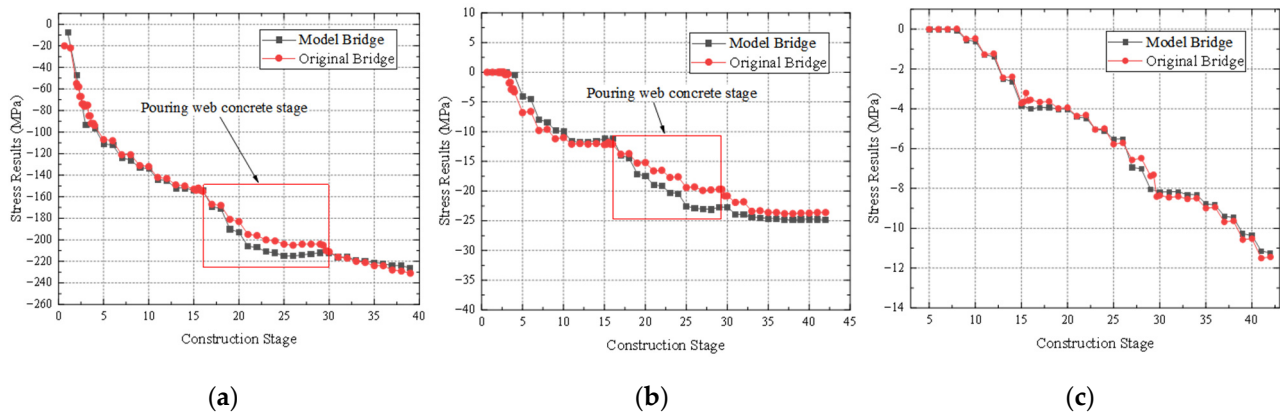 −20
−40
−60
−80
−100
−120
−140
−160
−180
−200
−220
−240
−260
Stress Results (MPa)
Model Bridge
Original Bridge
Pouring web concrete stage
0 5 10 15 20 25 30 35 40
Construction Stage
(a)
10
5
0
−5
−10
−15
−20
−25
−30
−35
−40
Stress Results (MPa)
Model Bridge
Original Bridge
Pouring web concrete stage
0 5 10 15 20 25 30 35 40 45
Construction Stage
(b)
0
−2
−4
−6
−8
−10
−12
−14
Stress Results (MPa)
Model Bridge
Original Bridge
5 10 15 20 25 30 35 40
Construction Stage
(c)